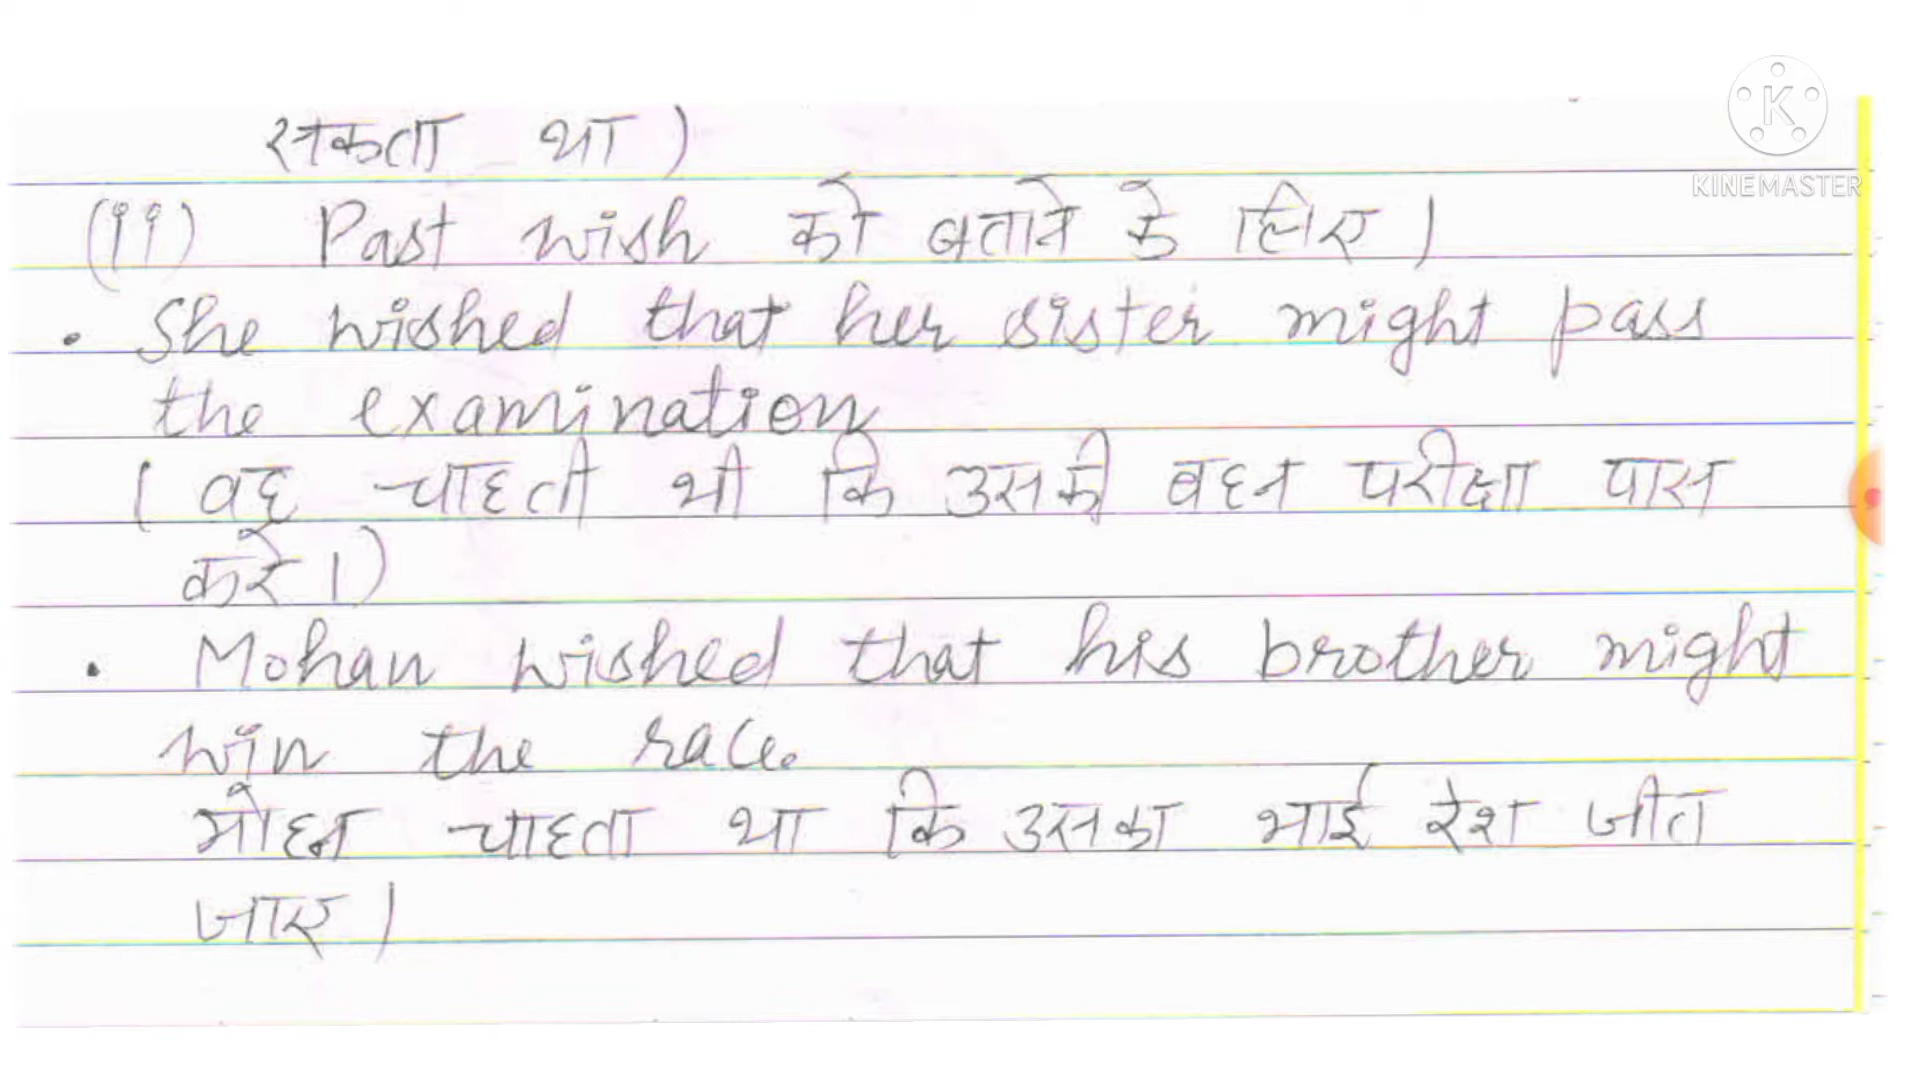 सकता था)
K
KINEMASTER
(ii) Past wish को बताने के लिए।
• She wished that her sister might pass
the examination
( वह चाहती थी कि उसकी बहन परीक्षा पास
करे।)
• Mohan wished that his brother might
win the race.
मोहन चाहता था कि उसका भाई रेश जीत
जाए।